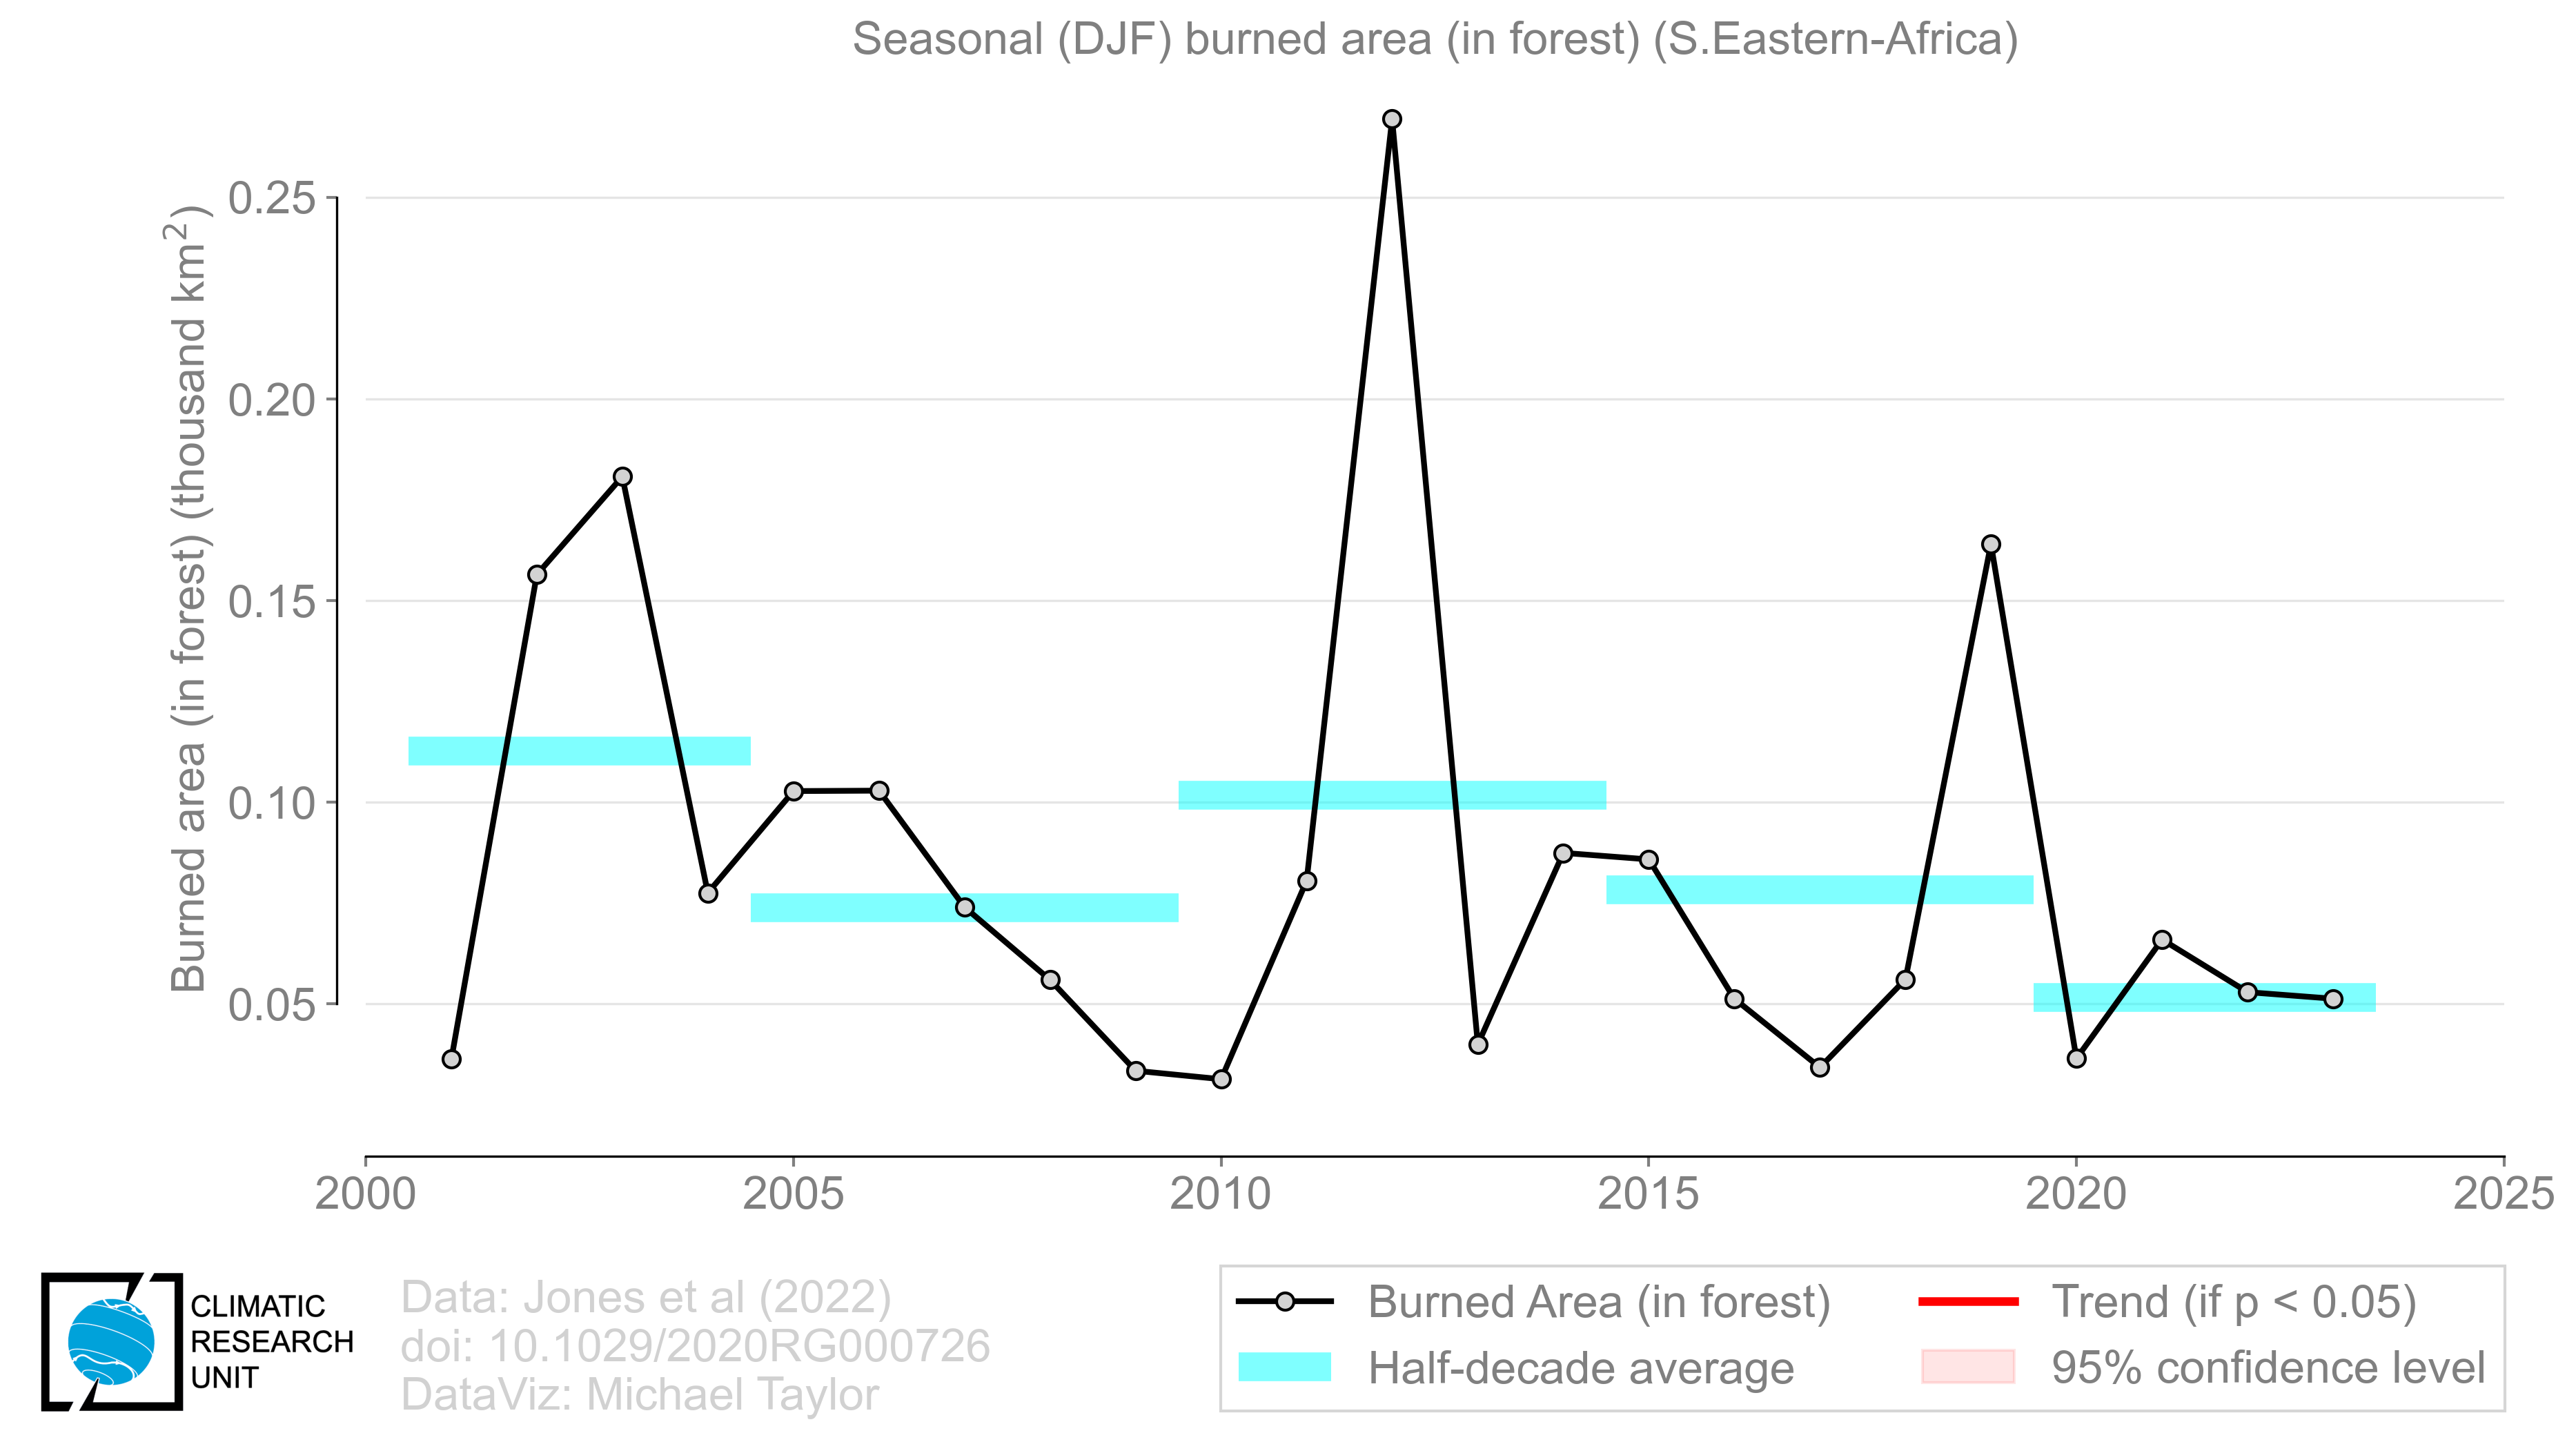 Seasonal (DJF) burned area (in forest) (S.Eastern-Africa)
Burned area (in forest) (thousand km²)
0.25
0.20
0.15
0.10
0.05
2000
2005
2010
2015
2020
2025
CLIMATIC
RESEARCH
UNIT
Data: Jones et al (2022)
doi: 10.1029/2020RG000726
DataViz: Michael Taylor
Burned Area (in forest)
Half-decade average
Trend (if p < 0.05)
95% confidence level